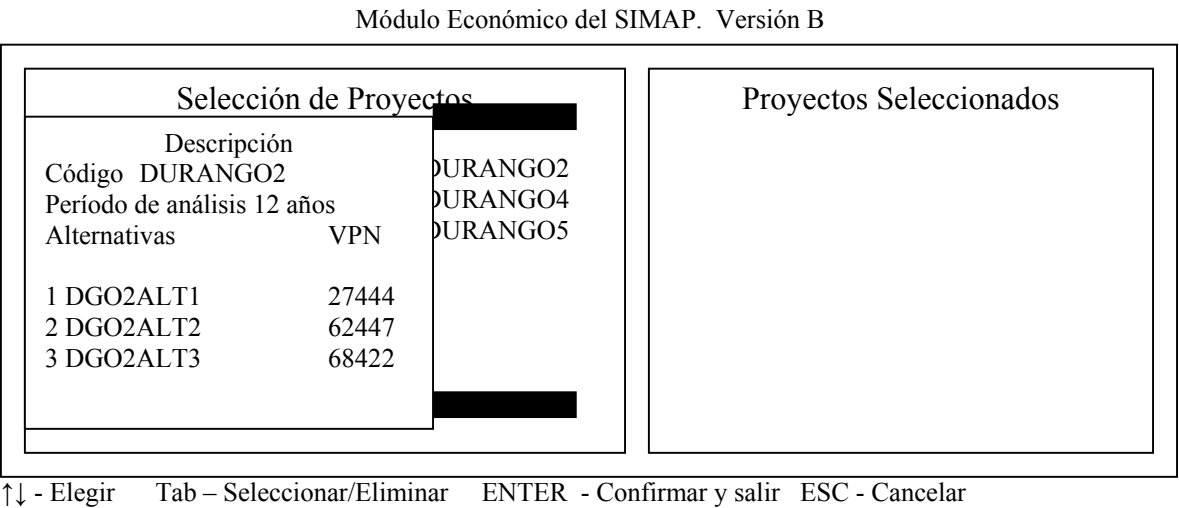 Módulo Económico del SIMAP.  Versión B
Selección de Proyectos
Proyectos Seleccionados
Descripción
Código  DURANGO2
Período de análisis 12 años
Alternativas VPN
1 DGO2ALT1 27444
2 DGO2ALT2 62447
3 DGO2ALT3 68422
DURANGO2
DURANGO4
DURANGO5
↑↓ - Elegir Tab – Seleccionar/Eliminar ENTER  - Confirmar y salir ESC - Cancelar